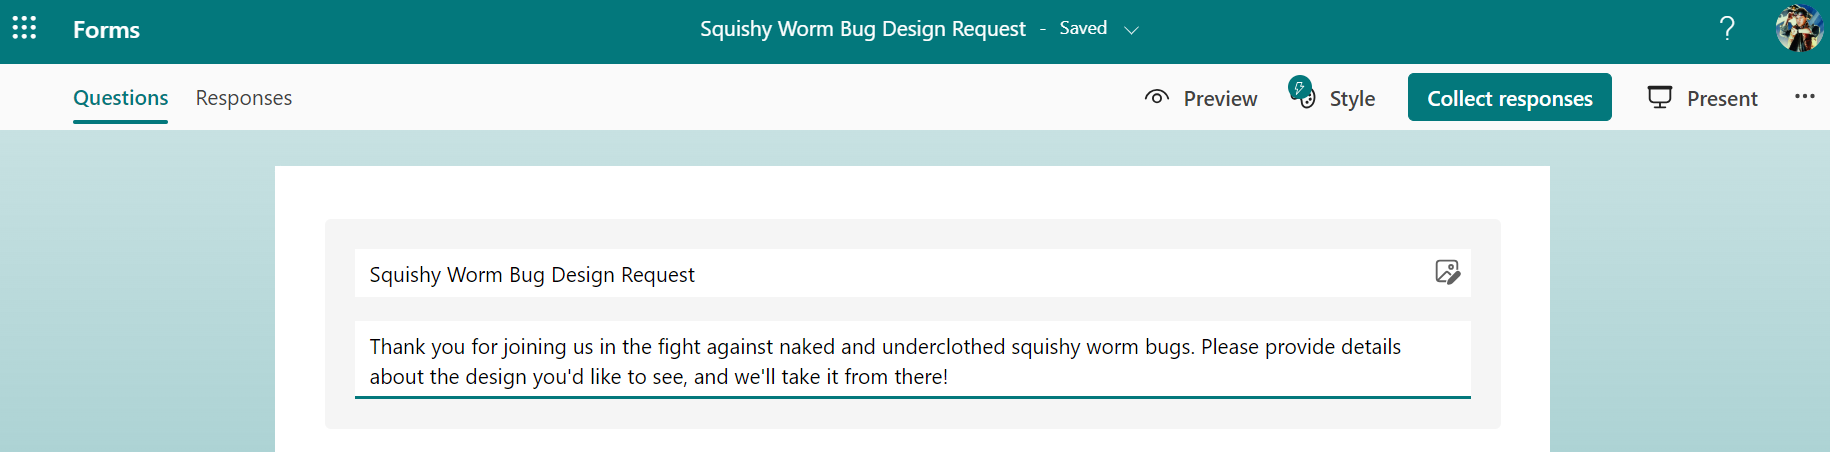 Forms
Squishy Worm Bug Design Request - Saved
?
Questions Responses
Preview Style Collect responses Present ...
Squishy Worm Bug Design Request
Thank you for joining us in the fight against naked and underclothed squishy worm bugs. Please provide details
about the design you'd like to see, and we'll take it from there!